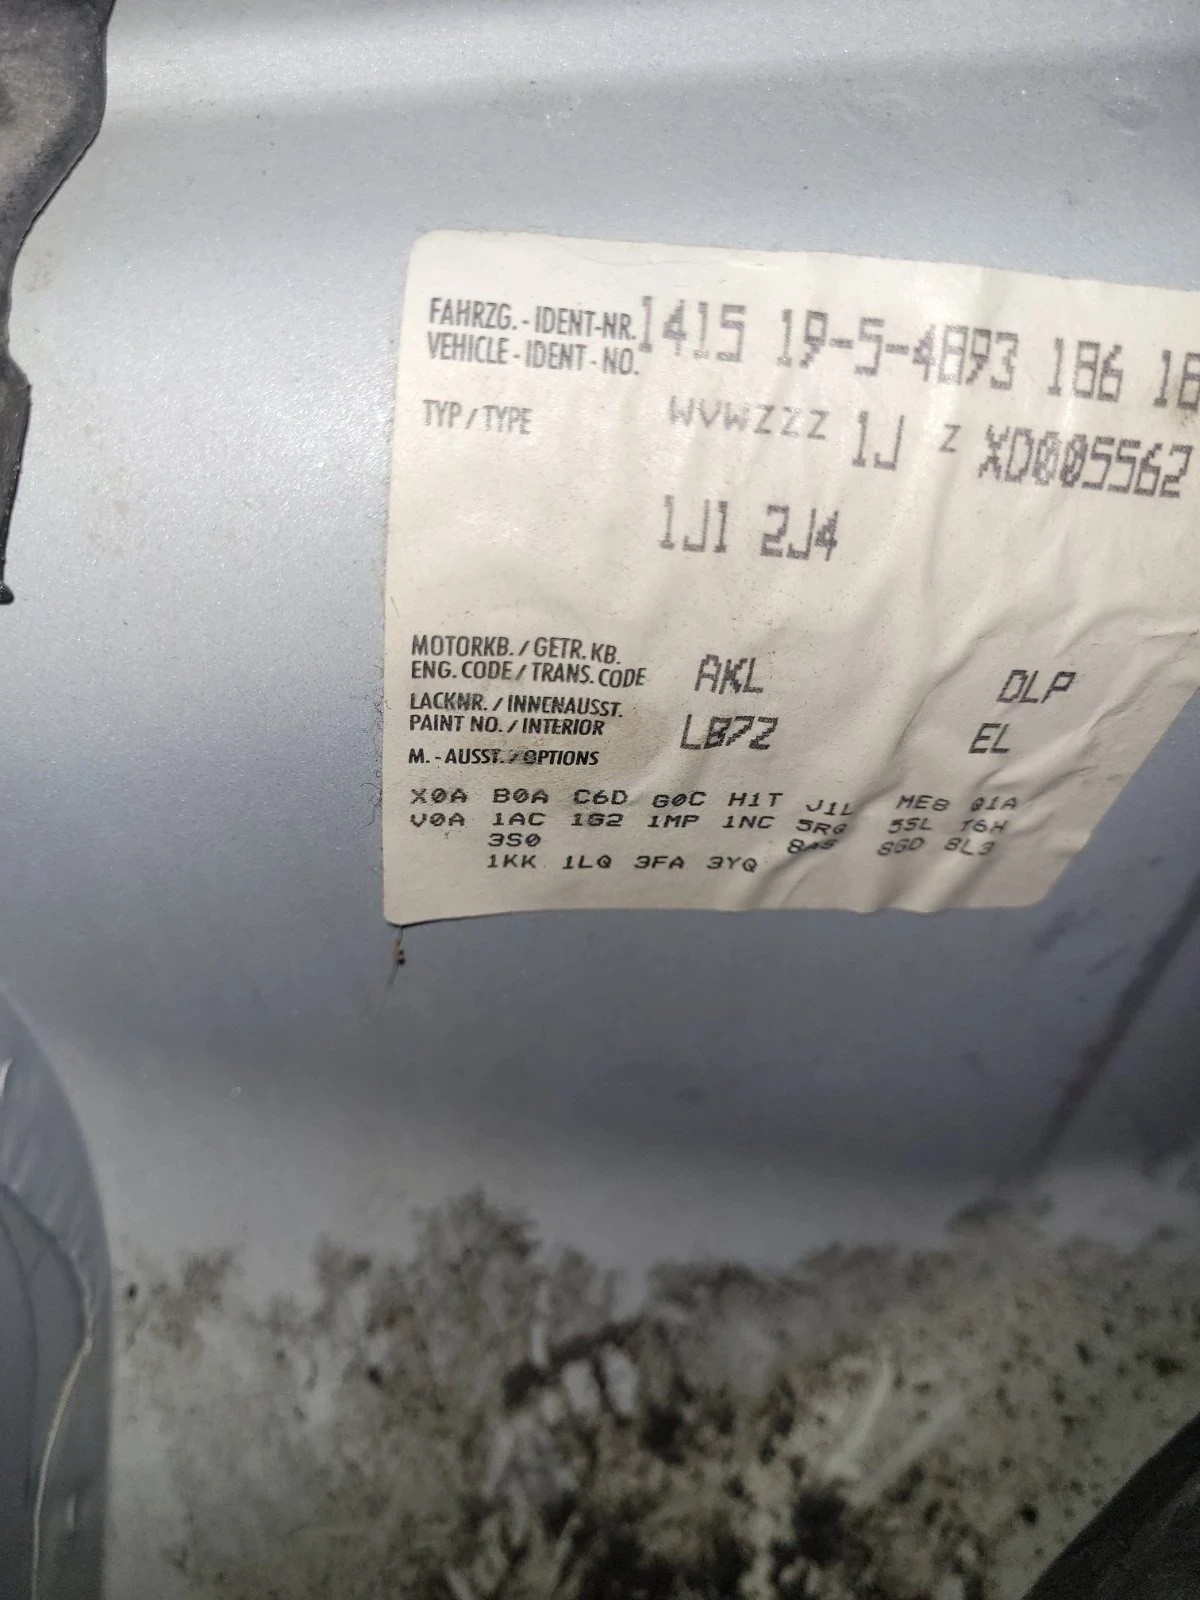 FAHRZG. - IDENT-NR. 1415 19-5-4893 186 18
VEHICLE - IDENT - NO. WVWZZZ 1J Z XD005562
TYP / TYPE
1J1 2J4
MOTORKB. / GETR. KB.
ENG. CODE / TRANS. CODE AKL DLP
LACKNR. / INNENAUSST.
PAINT NO. / INTERIOR LB7Z EL
M. - AUSST. / OPTIONS
X0A B0A C6D G0C H1T J1L ME8 Q1A
V0A 1AC 1G2 1MP 1NC 5RQ 5SL T6H
3S0 8AS 8GD 8L3
1KK 1LQ 3FA 3YQ